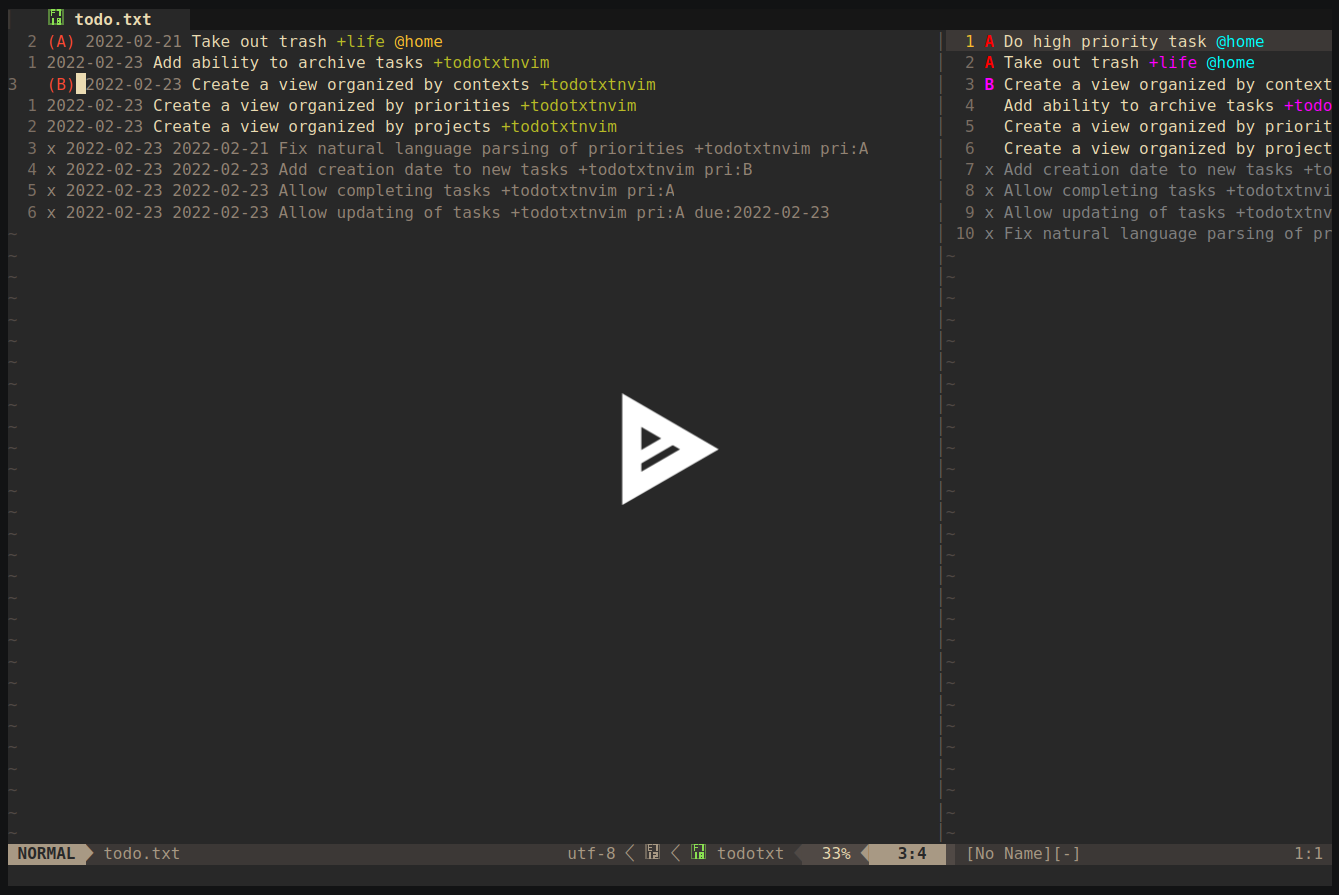 todo.txt
2 (A) 2022-02-21 Take out trash +life @home
1 2022-02-23 Add ability to archive tasks +todotxtnvim
3 (B) 2022-02-23 Create a view organized by contexts +todotxtnvim
1 2022-02-23 Create a view organized by priorities +todotxtnvim
2 2022-02-23 Create a view organized by projects +todotxtnvim
3 x 2022-02-23 2022-02-21 Fix natural language parsing of priorities +todotxtnvim pri:A
4 x 2022-02-23 2022-02-23 Add creation date to new tasks +todotxtnvim pri:B
5 x 2022-02-23 2022-02-23 Allow completing tasks +todotxtnvim pri:A
6 x 2022-02-23 2022-02-23 Allow updating of tasks +todotxtnvim pri:A due:2022-02-23
1 A Do high priority task @home
2 A Take out trash +life @home
3 B Create a view organized by context
4 Add ability to archive tasks +todo
5 Create a view organized by priorit
6 Create a view organized by project
7 x Add creation date to new tasks +to
8 x Allow completing tasks +todotxtnvi
9 x Allow updating of tasks +todotxtnv
10 x Fix natural language parsing of pr
NORMAL todo.txt utf-8 todotxt 33% 3:4
[No Name][-] 1:1